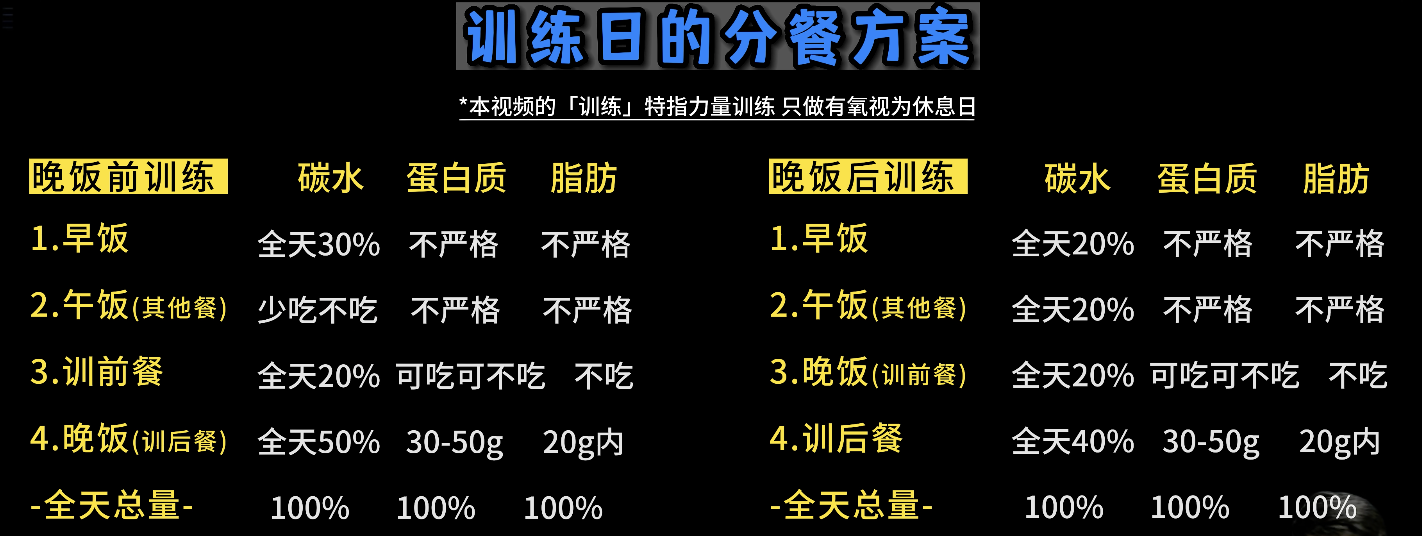 训练日的分餐方案
*本视频的「训练」特指力量训练 只做有氧视为休息日
晚饭前训练 碳水 蛋白质 脂肪
1.早饭 全天30% 不严格 不严格
2.午饭(其他餐) 少吃不吃 不严格 不严格
3.训前餐 全天20% 可吃可不吃 不吃
4.晚饭(训后餐) 全天50% 30-50g 20g内
-全天总量- 100% 100% 100%
晚饭后训练 碳水 蛋白质 脂肪
1.早饭 全天20% 不严格 不严格
2.午饭(其他餐) 全天20% 不严格 不严格
3.晚饭(训前餐) 全天20% 可吃可不吃 不吃
4.训后餐 全天40% 30-50g 20g内
-全天总量- 100% 100% 100%